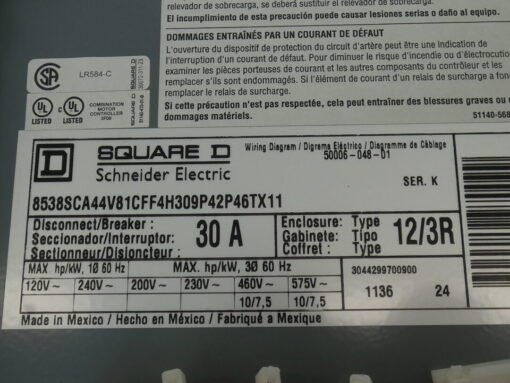 relevador de sobrecarga, se deberá sustituir el relevador de sobrecarga.
El incumplimiento de esta precaución puede causar lesiones serias o daño al equipo.
DOMMAGES ENTRAÎNÉS PAR UN COURANT DE DÉFAUT
L'ouverture du dispositif de protection du circuit d'artère peut être une indication de
l'interruption d'un courant de défaut. Pour diminuer le risque d'incendie ou d'électrocution
examiner les pièces porteuses de courant et les autres composants du contrôleur et les
remplacer s'ils sont endommagés. Si l'élément de courant d'un relais de surcharge a fon
remplacer le relais de surcharge.
Si cette précaution n'est pas respectée, cela peut entraîner des blessures graves ou
dommages matériels.
S1140-568
LR584-C
SQUARE D
UL
LISTED
C UL
LISTED
COMBINATION
MOTOR
CONTROLLER
SQUARE D
D SQUARE D
Schneider Electric
Wiring Diagram / Digrama Eléctrico / Diagramme de Câblage
50006-048-01
SER. K
8538SCA44V81CFF4H309P42P46TX11
Disconnect/Breaker :
Seccionador/Interruptor:
Sectionneur/Disjoncteur :
30 A
Enclosure: Type
Gabinete: Tipo
Coffret : Type
12/3R
MAX. hp/kW, 1Ø 60 Hz
MAX. hp/kW, 3Ø 60 Hz
120V~ 240V~ 200V~ 230V~ 460V~ 575V~
10/7,5 10/7,5
3044299700900
1136 24
Made in Mexico / Hecho en México / Fabriqué a Mexique